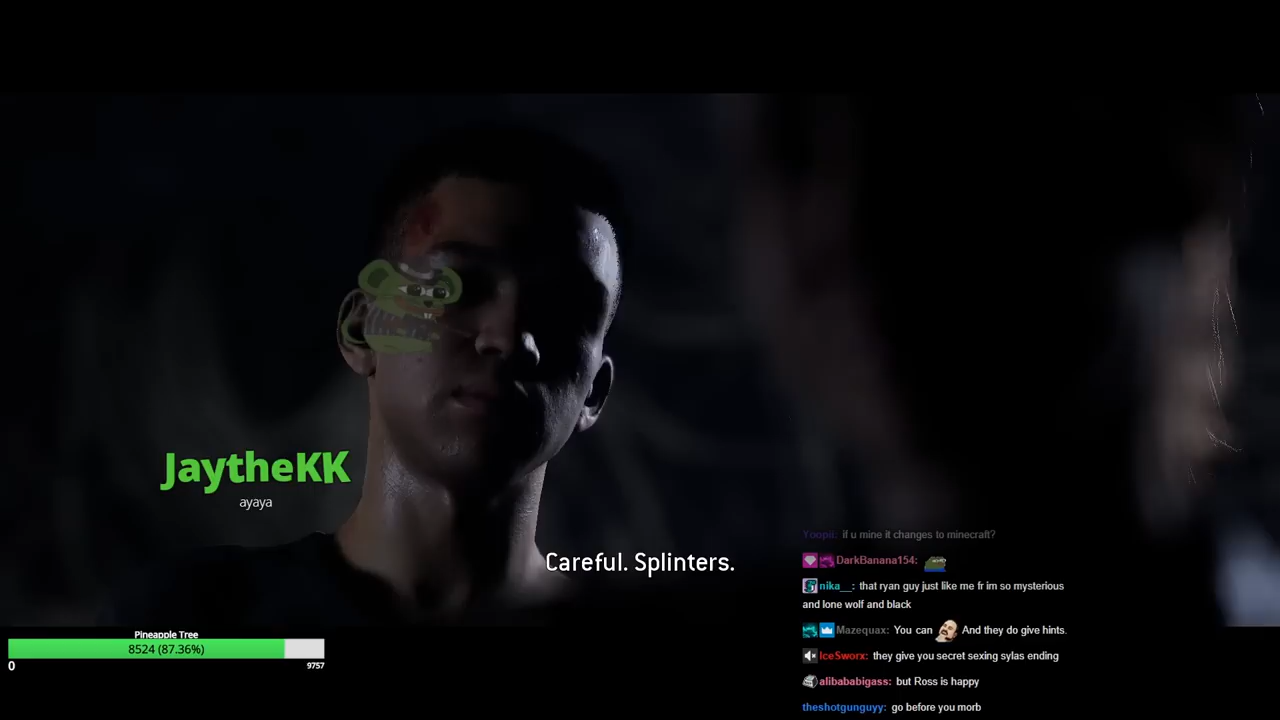 JaytheKK
ayaya
Careful. Splinters.
Yoopii: if u mine it changes to minecraft?
DarkBanana154:
nika__: that ryan guy just like me fr im so mysterious
and lone wolf and black
Mazequax: You can And they do give hints.
IceSworx: they give you secret sexing sylas ending
alibababigass: but Ross is happy
theshotgunguyy: go before you morb
Pineapple Tree
8524 (87.36%)
0 9757